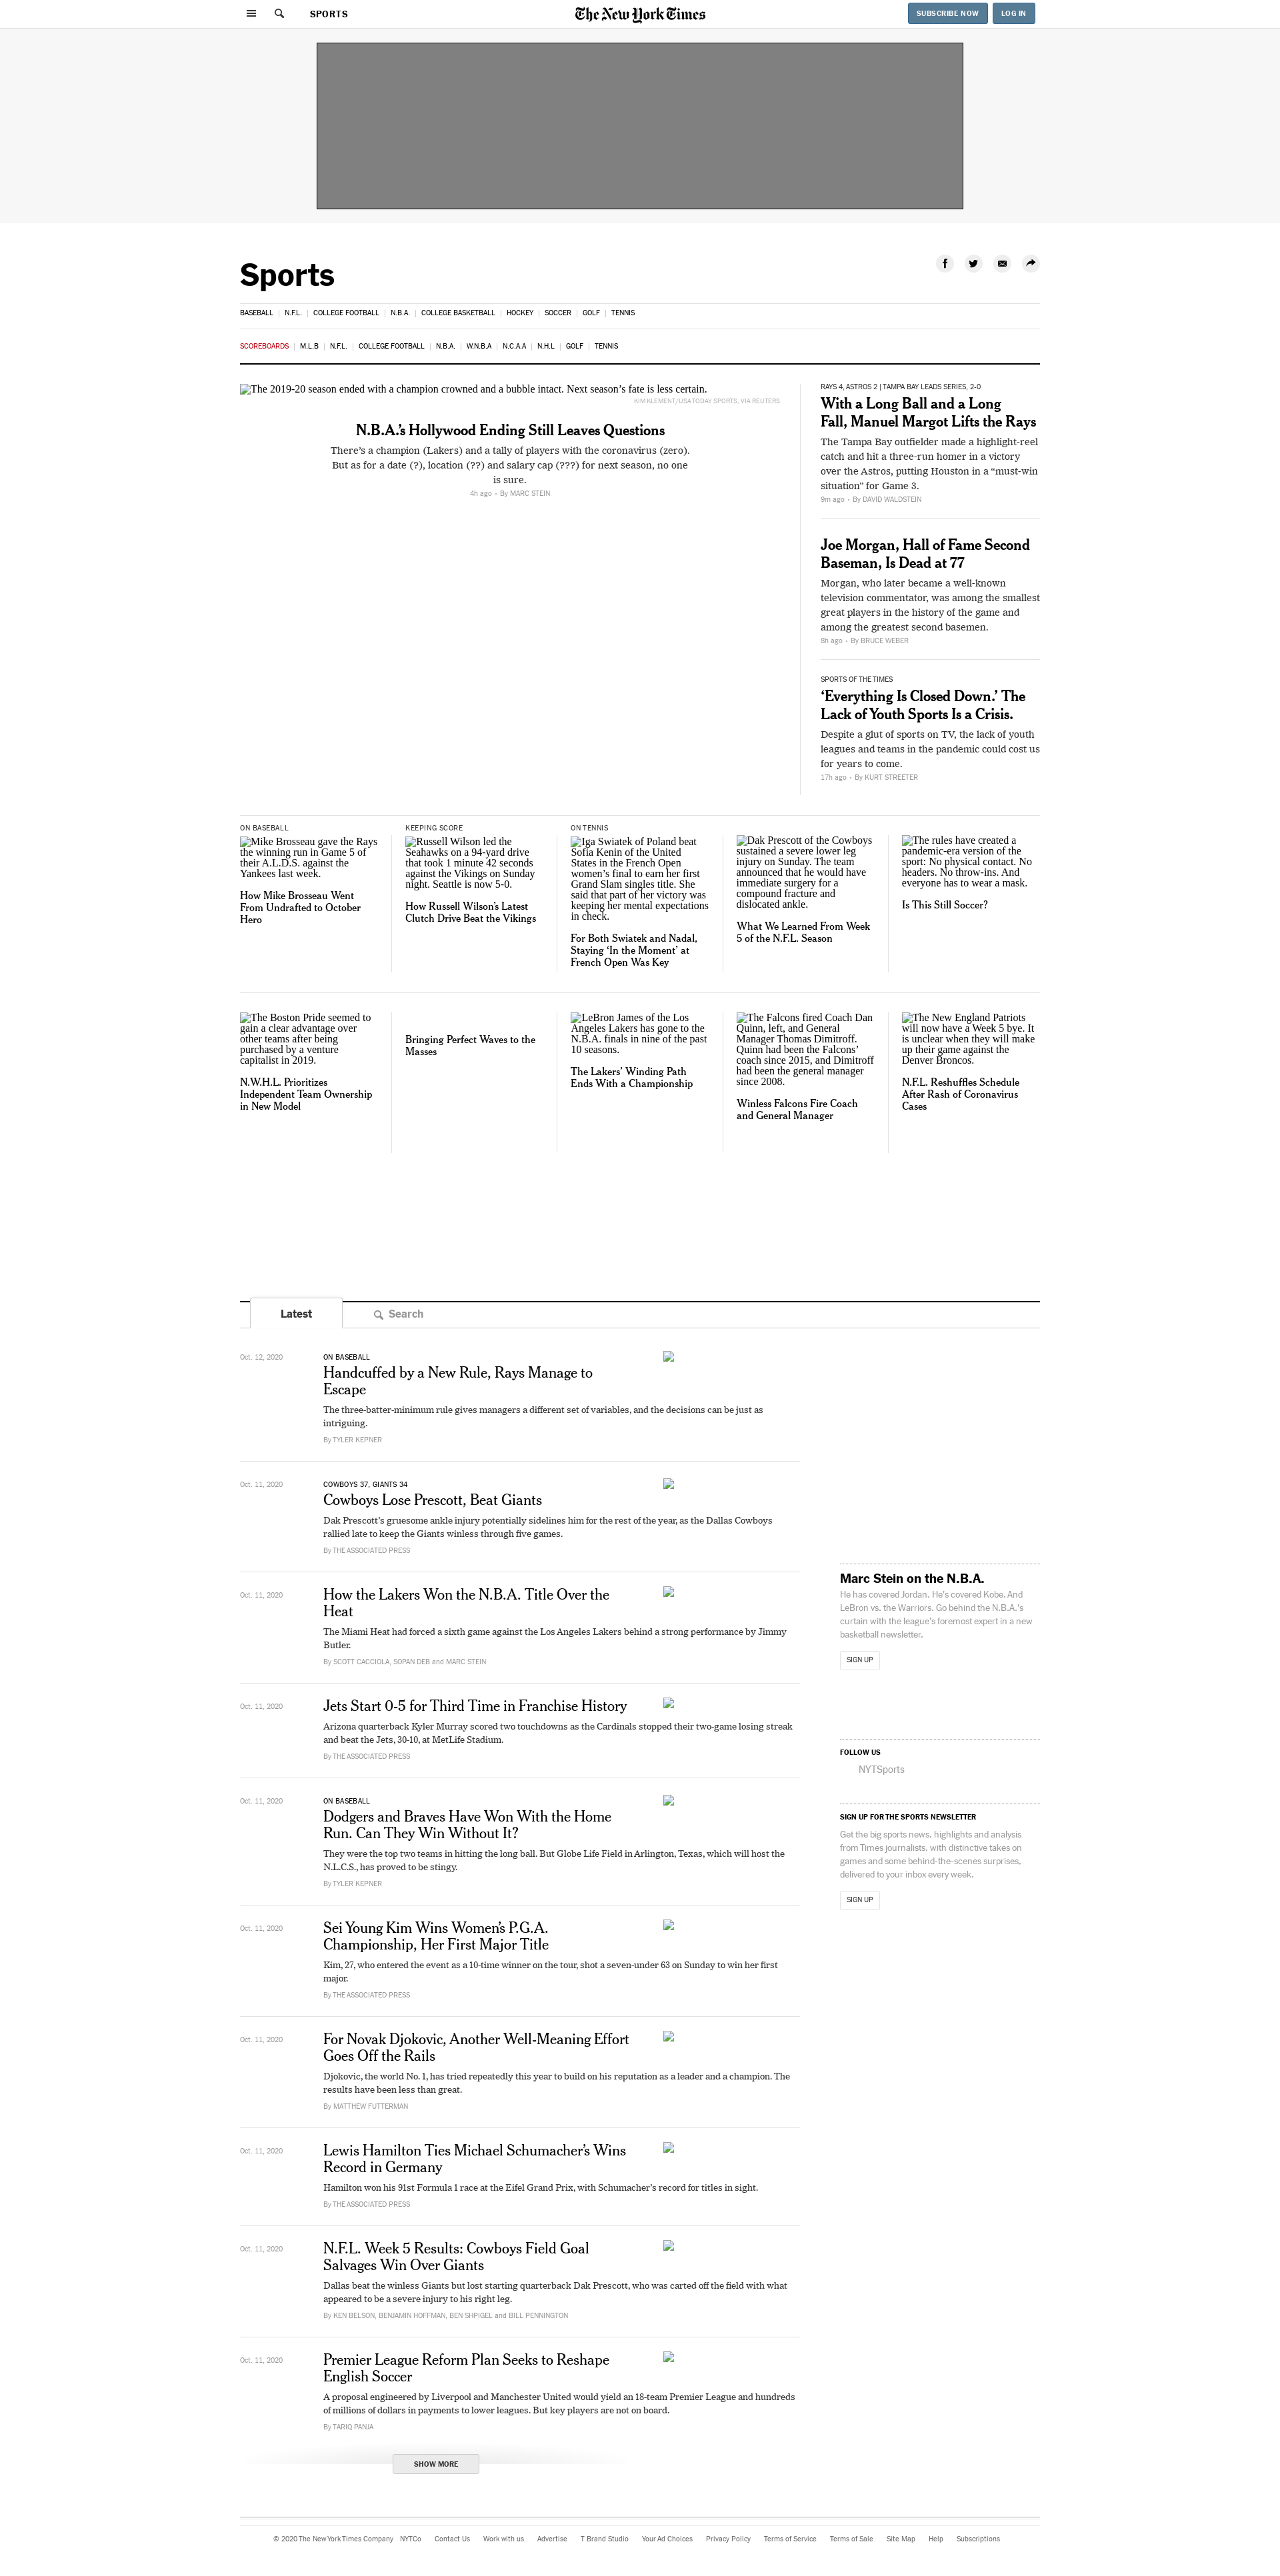 SPORTS
The New York Times
SUBSCRIBE NOW
LOG IN
Sports
BASEBALL | N.F.L. | COLLEGE FOOTBALL | N.B.A. | COLLEGE BASKETBALL | HOCKEY | SOCCER | GOLF | TENNIS
SCOREBOARDS | M.L.B | N.F.L. | COLLEGE FOOTBALL | N.B.A. | W.N.B.A | N.C.A.A | N.H.L | GOLF | TENNIS
The 2019-20 season ended with a champion crowned and a bubble intact. Next season's fate is less certain.
KIM KLEMENT/USA TODAY SPORTS, VIA REUTERS
N.B.A.’s Hollywood Ending Still Leaves Questions
There’s a champion (Lakers) and a tally of players with the coronavirus (zero).
But as for a date (?), location (??) and salary cap (???) for next season, no one
is sure.
4h ago • By MARC STEIN
RAYS 4, ASTROS 2 | TAMPA BAY LEADS SERIES, 2-0
With a Long Ball and a Long
Fall, Manuel Margot Lifts the Rays
The Tampa Bay outfielder made a highlight-reel
catch and hit a three-run homer in a victory
over the Astros, putting Houston in a “must-win
situation” for Game 3.
9m ago • By DAVID WALDSTEIN
Joe Morgan, Hall of Fame Second
Baseman, Is Dead at 77
Morgan, who later became a well-known
television commentator, was among the smallest
great players in the history of the game and
among the greatest second basemen.
8h ago • By BRUCE WEBER
SPORTS OF THE TIMES
‘Everything Is Closed Down.’ The
Lack of Youth Sports Is a Crisis.
Despite a glut of sports on TV, the lack of youth
leagues and teams in the pandemic could cost us
for years to come.
17h ago • By KURT STREETER
ON BASEBALL
Mike Brosseau gave the Rays
the winning run in Game 5 of
their A.L.D.S. against the
Yankees last week.
How Mike Brosseau Went
From Undrafted to October
Hero
KEEPING SCORE
Russell Wilson led the
Seahawks on a 94-yard drive
that took 1 minute 42 seconds
against the Vikings on Sunday
night. Seattle is now 5-0.
How Russell Wilson’s Latest
Clutch Drive Beat the Vikings
ON TENNIS
Iga Swiatek of Poland beat
Sofia Kenin of the United
States in the French Open
women’s final to earn her first
Grand Slam singles title. She
said that part of her victory was
keeping her mental expectations
in check.
For Both Swiatek and Nadal,
Staying ‘In the Moment’ at
French Open Was Key
Dak Prescott of the Cowboys
sustained a severe lower leg
injury on Sunday. The team
announced that he would have
immediate surgery for a
compound fracture and
dislocated ankle.
What We Learned From Week
5 of the N.F.L. Season
The rules have created a
pandemic-era version of the
sport: No physical contact. No
headers. No throw-ins. And
everyone has to wear a mask.
Is This Still Soccer?
The Boston Pride seemed to
gain a clear advantage over
other teams after being
purchased by a venture
capitalist in 2019.
N.W.H.L. Prioritizes
Independent Team Ownership
in New Model
Bringing Perfect Waves to the
Masses
LeBron James of the Los
Angeles Lakers has gone to the
N.B.A. finals in nine of the past
10 seasons.
The Lakers’ Winding Path
Ends With a Championship
The Falcons fired Coach Dan
Quinn, left, and General
Manager Thomas Dimitroff.
Quinn had been the Falcons’
coach since 2015, and Dimitroff
had been the general manager
since 2008.
Winless Falcons Fire Coach
and General Manager
The New England Patriots
will now have a Week 5 bye. It
is unclear when they will make
up their game against the
Denver Broncos.
N.F.L. Reshuffles Schedule
After Rash of Coronavirus
Cases
Latest
Search
Oct. 12, 2020
ON BASEBALL
Handcuffed by a New Rule, Rays Manage to
Escape
The three-batter-minimum rule gives managers a different set of variables, and the decisions can be just as
intriguing.
By TYLER KEPNER
Oct. 11, 2020
COWBOYS 37, GIANTS 34
Cowboys Lose Prescott, Beat Giants
Dak Prescott’s gruesome ankle injury potentially sidelines him for the rest of the year, as the Dallas Cowboys
rallied late to keep the Giants winless through five games.
By THE ASSOCIATED PRESS
Oct. 11, 2020
How the Lakers Won the N.B.A. Title Over the
Heat
The Miami Heat had forced a sixth game against the Los Angeles Lakers behind a strong performance by Jimmy
Butler.
By SCOTT CACCIOLA, SOPAN DEB and MARC STEIN
Oct. 11, 2020
Jets Start 0-5 for Third Time in Franchise History
Arizona quarterback Kyler Murray scored two touchdowns as the Cardinals stopped their two-game losing streak
and beat the Jets, 30-10, at MetLife Stadium.
By THE ASSOCIATED PRESS
Oct. 11, 2020
ON BASEBALL
Dodgers and Braves Have Won With the Home
Run. Can They Win Without It?
They were the top two teams in hitting the long ball. But Globe Life Field in Arlington, Texas, which will host the
N.L.C.S., has proved to be stingy.
By TYLER KEPNER
Oct. 11, 2020
Sei Young Kim Wins Women’s P.G.A.
Championship, Her First Major Title
Kim, 27, who entered the event as a 10-time winner on the tour, shot a seven-under 63 on Sunday to win her first
major.
By THE ASSOCIATED PRESS
Oct. 11, 2020
For Novak Djokovic, Another Well-Meaning Effort
Goes Off the Rails
Djokovic, the world No. 1, has tried repeatedly this year to build on his reputation as a leader and a champion. The
results have been less than great.
By MATTHEW FUTTERMAN
Oct. 11, 2020
Lewis Hamilton Ties Michael Schumacher’s Wins
Record in Germany
Hamilton won his 91st Formula 1 race at the Eifel Grand Prix, with Schumacher’s record for titles in sight.
By THE ASSOCIATED PRESS
Oct. 11, 2020
N.F.L. Week 5 Results: Cowboys Field Goal
Salvages Win Over Giants
Dallas beat the winless Giants but lost starting quarterback Dak Prescott, who was carted off the field with what
appeared to be a severe injury to his right leg.
By KEN BELSON, BENJAMIN HOFFMAN, BEN SHPIGEL and BILL PENNINGTON
Oct. 11, 2020
Premier League Reform Plan Seeks to Reshape
English Soccer
A proposal engineered by Liverpool and Manchester United would yield an 18-team Premier League and hundreds
of millions of dollars in payments to lower leagues. But key players are not on board.
By TARIQ PANJA
SHOW MORE
Marc Stein on the N.B.A.
He has covered Jordan. He’s covered Kobe. And
LeBron vs. the Warriors. Go behind the N.B.A.’s
curtain with the league’s foremost expert in a new
basketball newsletter.
SIGN UP
FOLLOW US
NYTSports
SIGN UP FOR THE SPORTS NEWSLETTER
Get the big sports news, highlights and analysis
from Times journalists, with distinctive takes on
games and some behind-the-scenes surprises,
delivered to your inbox every week.
SIGN UP
© 2020 The New York Times Company NYTCo Contact Us Work with us Advertise T Brand Studio Your Ad Choices Privacy Policy Terms of Service Terms of Sale Site Map Help Subscriptions